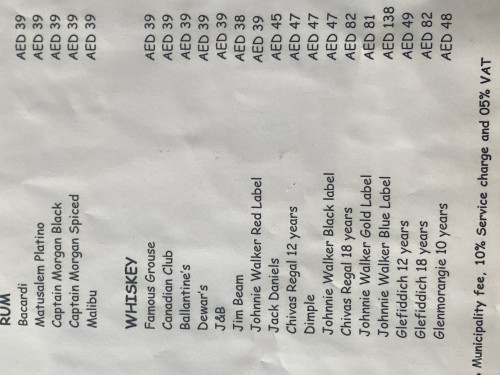 RUM
Bacardi AED 39
Matusalem Platino AED 39
Captain Morgan Black AED 39
Captain Morgan Spiced AED 39
Malibu AED 39
WHISKEY
Famous Grouse AED 39
Canadian Club AED 39
Ballantine's AED 39
Dewar's AED 39
J&B AED 39
Jim Beam AED 38
Johnnie Walker Red Label AED 39
Jack Daniels AED 45
Chivas Regal 12 years AED 47
Dimple AED 47
Johnnie Walker Black label AED 47
Chivas Regal 18 years AED 82
Johnnie Walker Gold Label AED 81
Johnnie Walker Blue Label AED 138
Glefiddich 12 years AED 49
Glefiddich 18 years AED 82
Glenmorangie 10 years AED 48
Municipality fee, 10% Service charge and 05% VAT